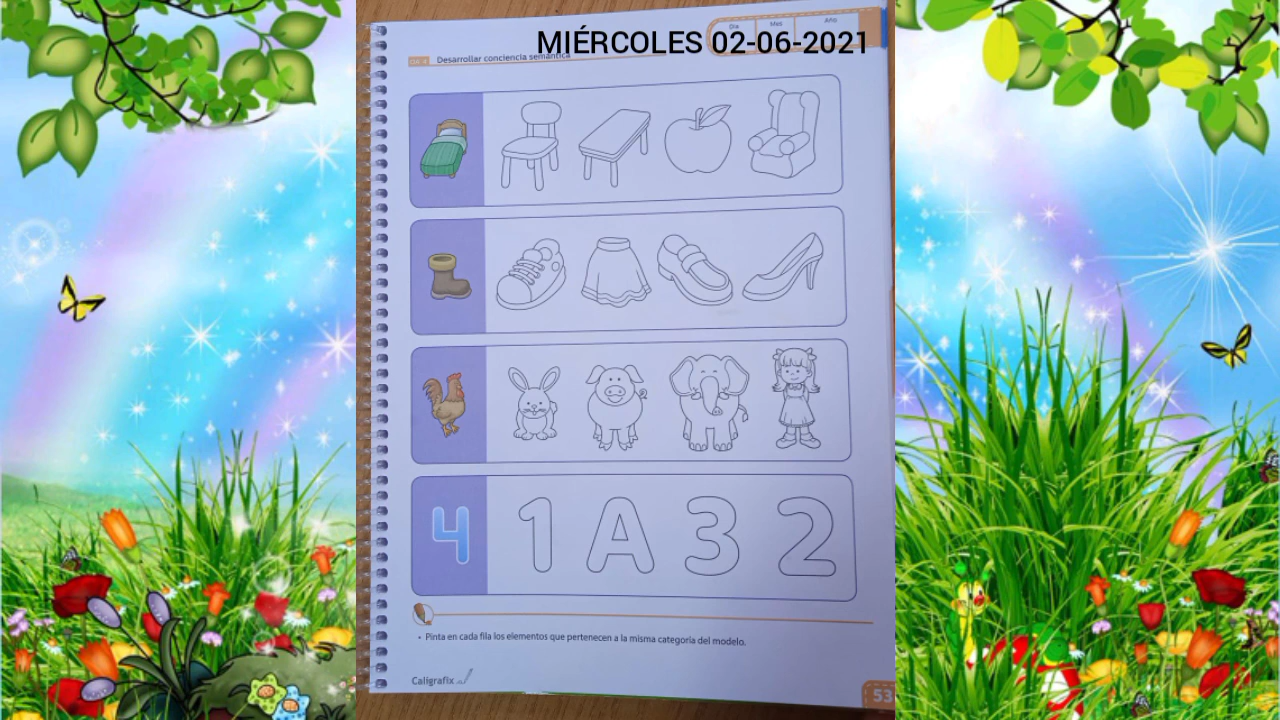 Día Mes Año
MIÉRCOLES 02-06-2021
Desarrollar conciencia semántica
4 1 A 3 2
• Pinta en cada fila los elementos que pertenecen a la misma categoría del modelo.
Caligrafix
53